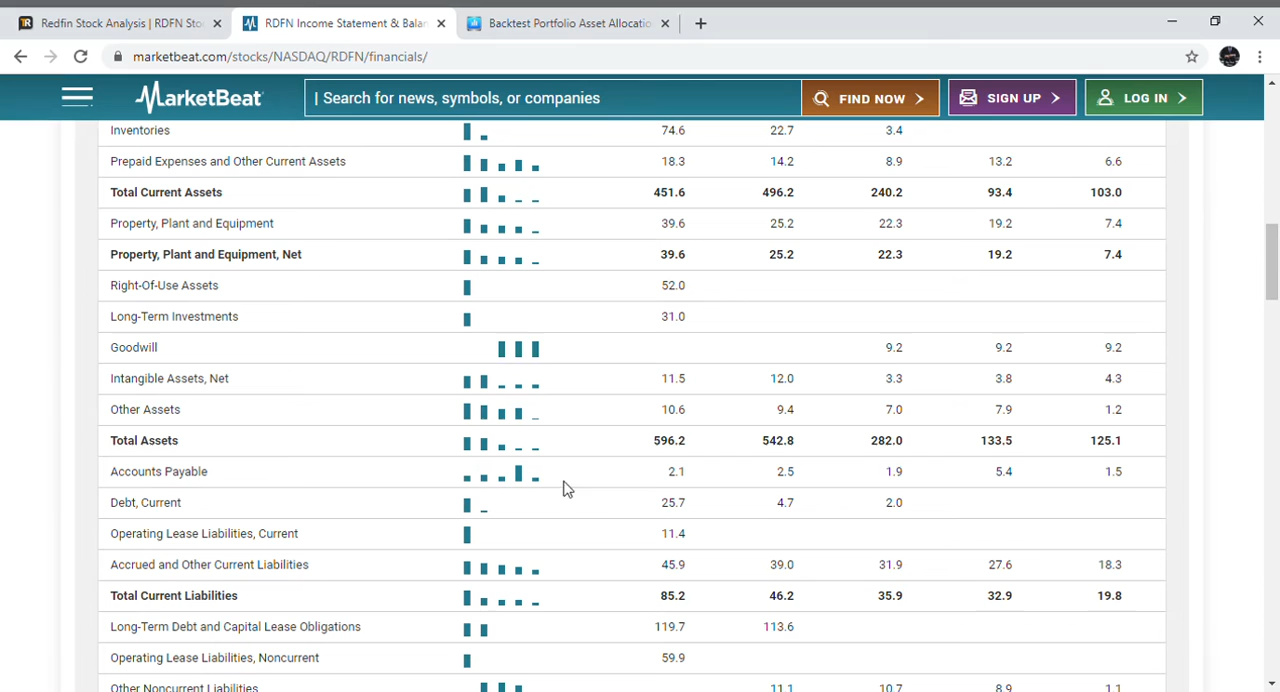 Redfin Stock Analysis | RDFN Sto
RDFN Income Statement & Balan
Backtest Portfolio Asset Allocatio
marketbeat.com/stocks/NASDAQ/RDFN/financials/
MarketBeat
| Search for news, symbols, or companies
FIND NOW
SIGN UP
LOG IN
Inventories 74.6 22.7 3.4
Prepaid Expenses and Other Current Assets 18.3 14.2 8.9 13.2 6.6
Total Current Assets 451.6 496.2 240.2 93.4 103.0
Property, Plant and Equipment 39.6 25.2 22.3 19.2 7.4
Property, Plant and Equipment, Net 39.6 25.2 22.3 19.2 7.4
Right-Of-Use Assets 52.0
Long-Term Investments 31.0
Goodwill 9.2 9.2 9.2
Intangible Assets, Net 11.5 12.0 3.3 3.8 4.3
Other Assets 10.6 9.4 7.0 7.9 1.2
Total Assets 596.2 542.8 282.0 133.5 125.1
Accounts Payable 2.1 2.5 1.9 5.4 1.5
Debt, Current 25.7 4.7 2.0
Operating Lease Liabilities, Current 11.4
Accrued and Other Current Liabilities 45.9 39.0 31.9 27.6 18.3
Total Current Liabilities 85.2 46.2 35.9 32.9 19.8
Long-Term Debt and Capital Lease Obligations 119.7 113.6
Operating Lease Liabilities, Noncurrent 59.9
Other Noncurrent Liabilities 11.1 10.7 8.9 1.1